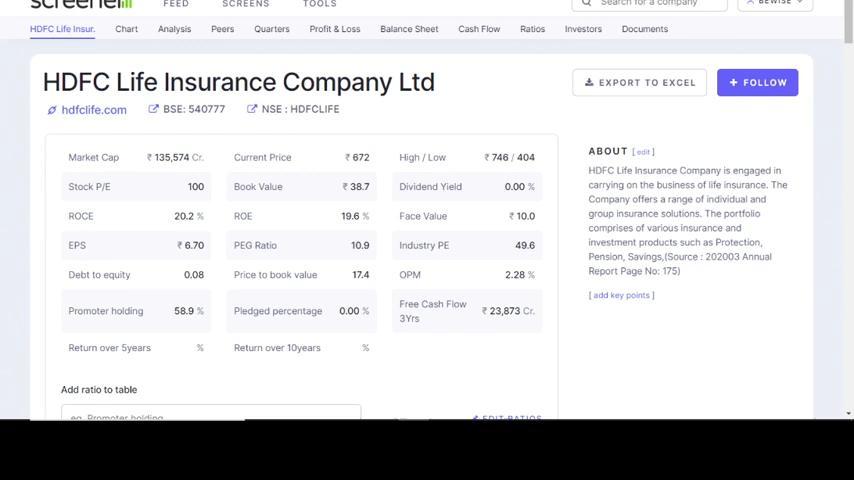 screener
FEED SCREENS TOOLS
Search for a company
BEWISE
HDFC Life Insur. Chart Analysis Peers Quarters Profit & Loss Balance Sheet Cash Flow Ratios Investors Documents
HDFC Life Insurance Company Ltd
EXPORT TO EXCEL
+ FOLLOW
hdfclife.com BSE: 540777 NSE : HDFCLIFE
Market Cap ₹ 135,574 Cr. Current Price ₹ 672 High / Low ₹ 746 / 404
Stock P/E 100 Book Value ₹ 38.7 Dividend Yield 0.00 %
ROCE 20.2 % ROE 19.6 % Face Value ₹ 10.0
EPS ₹ 6.70 PEG Ratio 10.9 Industry PE 49.6
Debt to equity 0.08 Price to book value 17.4 OPM 2.28 %
Promoter holding 58.9 % Pledged percentage 0.00 % Free Cash Flow 3Yrs ₹ 23,873 Cr.
Return over 5years % Return over 10years %
Add ratio to table
eg. Promoter holding
EDIT RATIOS
ABOUT [ edit ]
HDFC Life Insurance Company is engaged in
carrying on the business of life insurance. The
Company offers a range of individual and
group insurance solutions. The portfolio
comprises of various insurance and
investment products such as Protection,
Pension, Savings,(Source : 202003 Annual
Report Page No: 175)
[ add key points ]